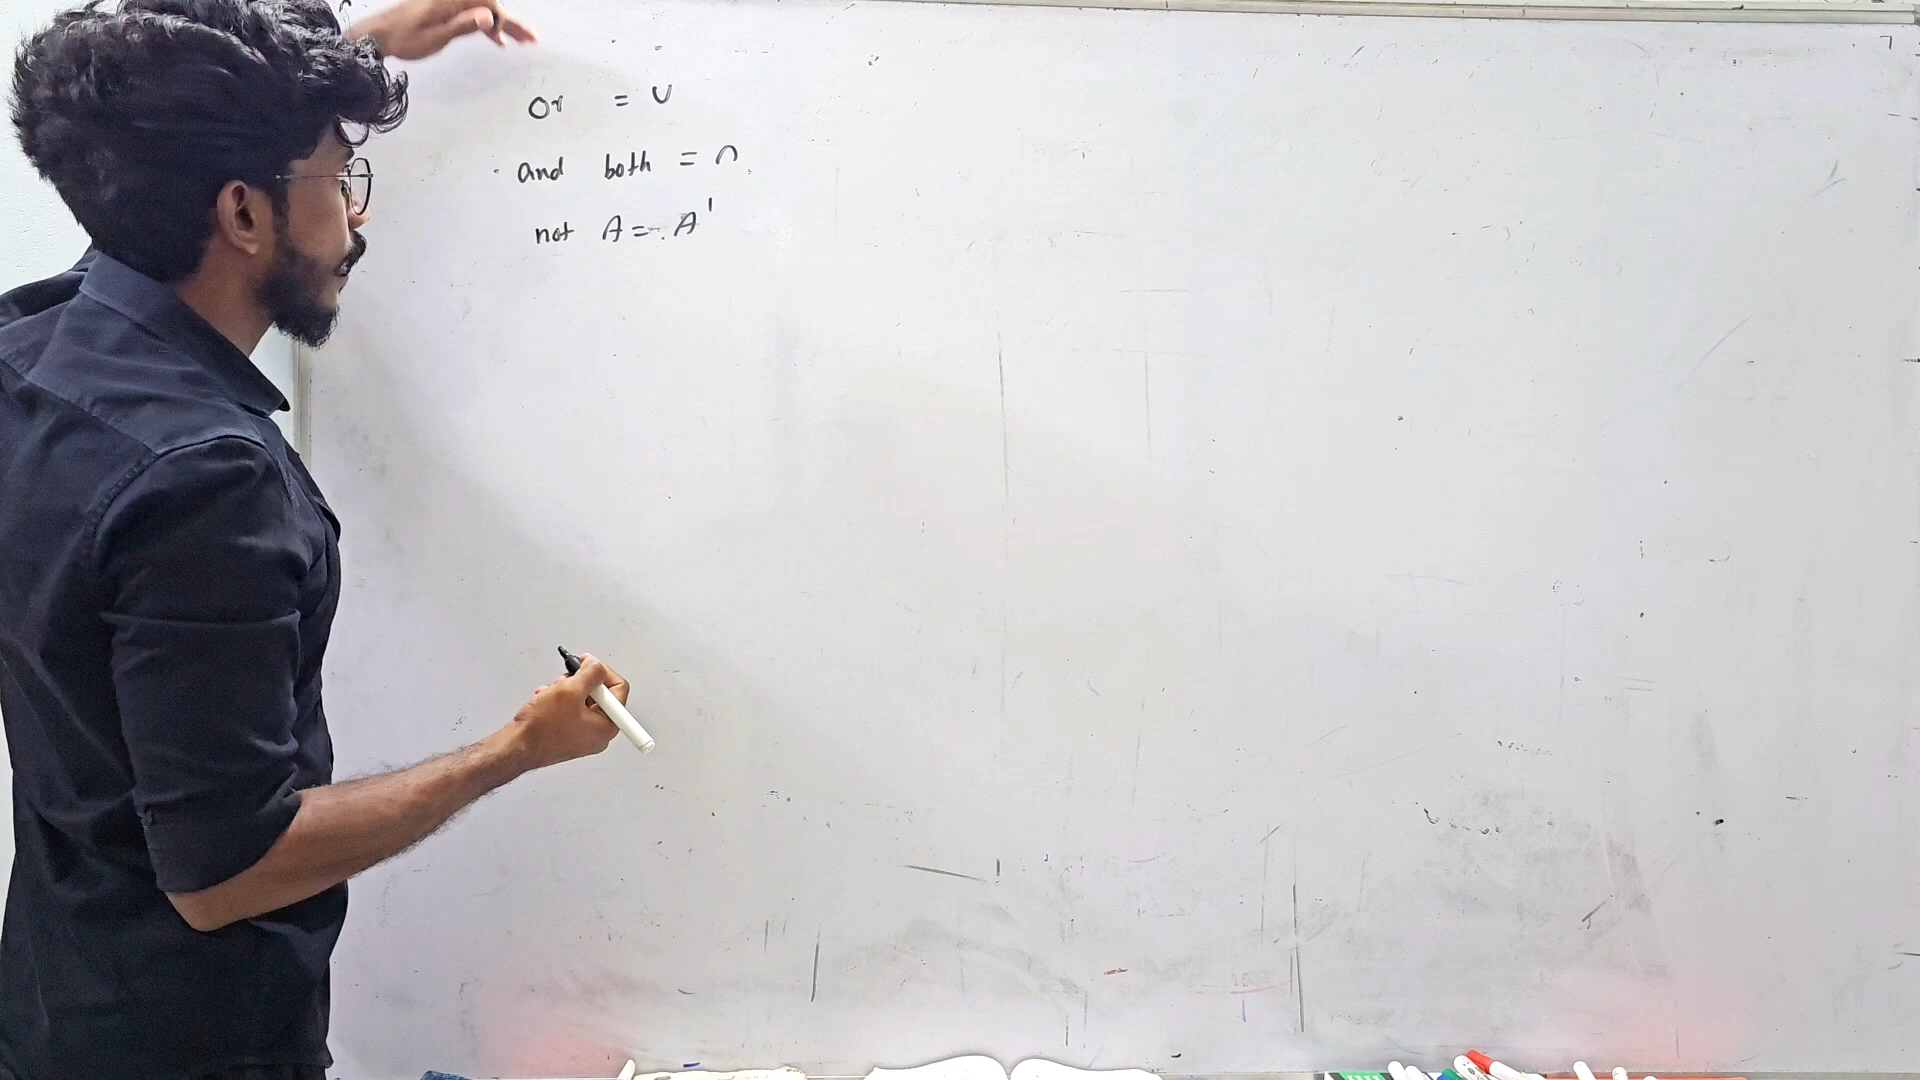 Or = ∪
and both = ∩
not A = A'